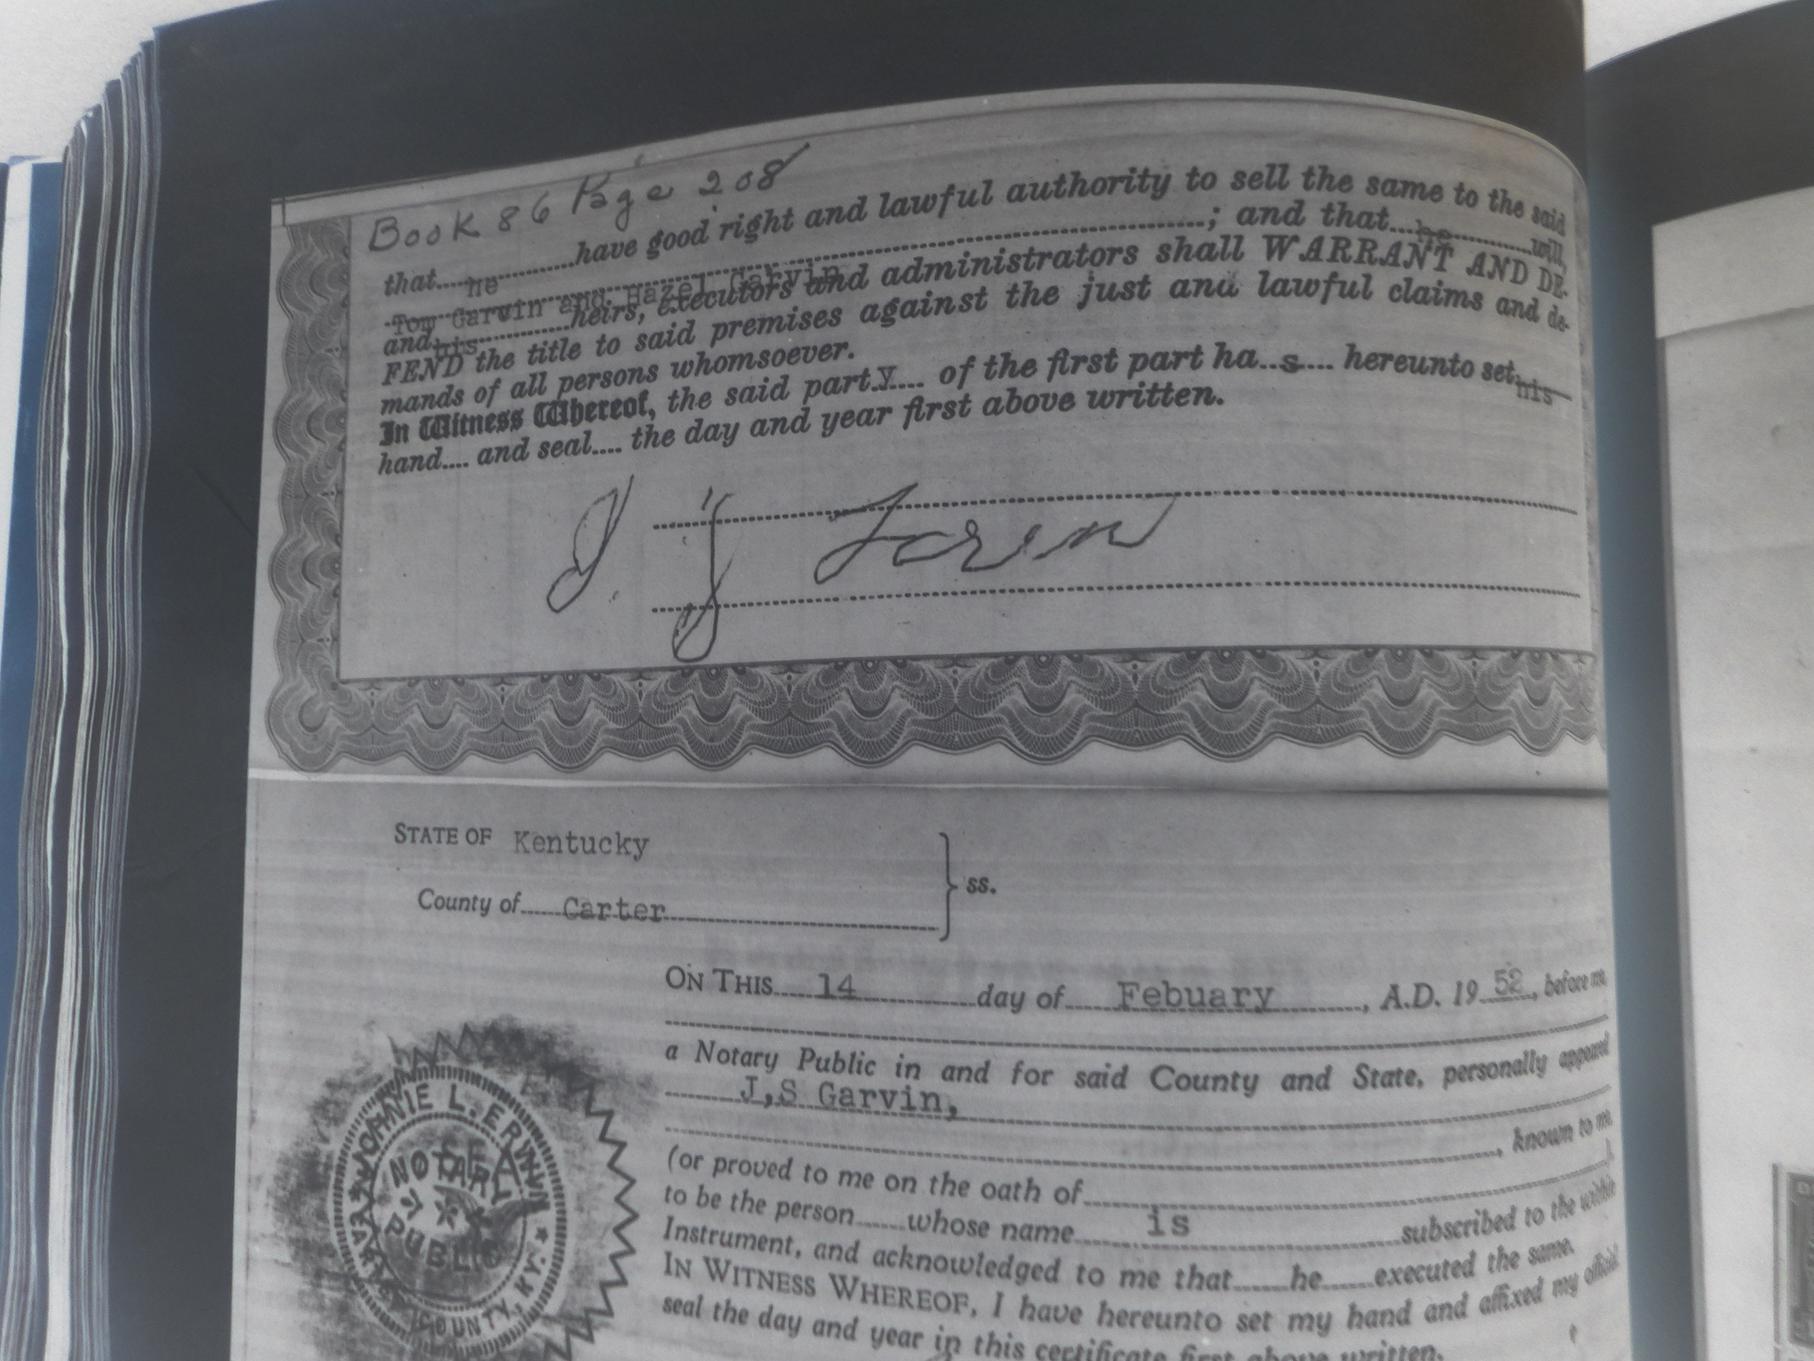 Book 86 Page 208
that....he............have good right and lawful authority to sell the same to the said
Tom Garvin and Hazel Garvin............; and that....he............will,
and his............heirs, executors and administrators shall WARRANT AND DE-
FEND the title to said premises against the just and lawful claims and de-
mands of all persons whomsoever.
In Witness Whereof, the said party.... of the first part ha..s.... hereunto set his
hand.... and seal.... the day and year first above written.
STATE OF Kentucky
County of.....Carter
ss.
ON THIS....14............day of....Febuary............, A.D. 19 52, before me,
a Notary Public in and for said County and State, personally appeared
J,S Garvin,
, known to me
(or proved to me on the oath of............)
to be the person......whose name......is............subscribed to the within
Instrument, and acknowledged to me that.....he......executed the same.
IN WITNESS WHEREOF, I have hereunto set my hand and affixed my official
seal the day and year in this certificate first above written.
L. ERWIN
NOTARY
PUBLIC
COUNTY, KY.